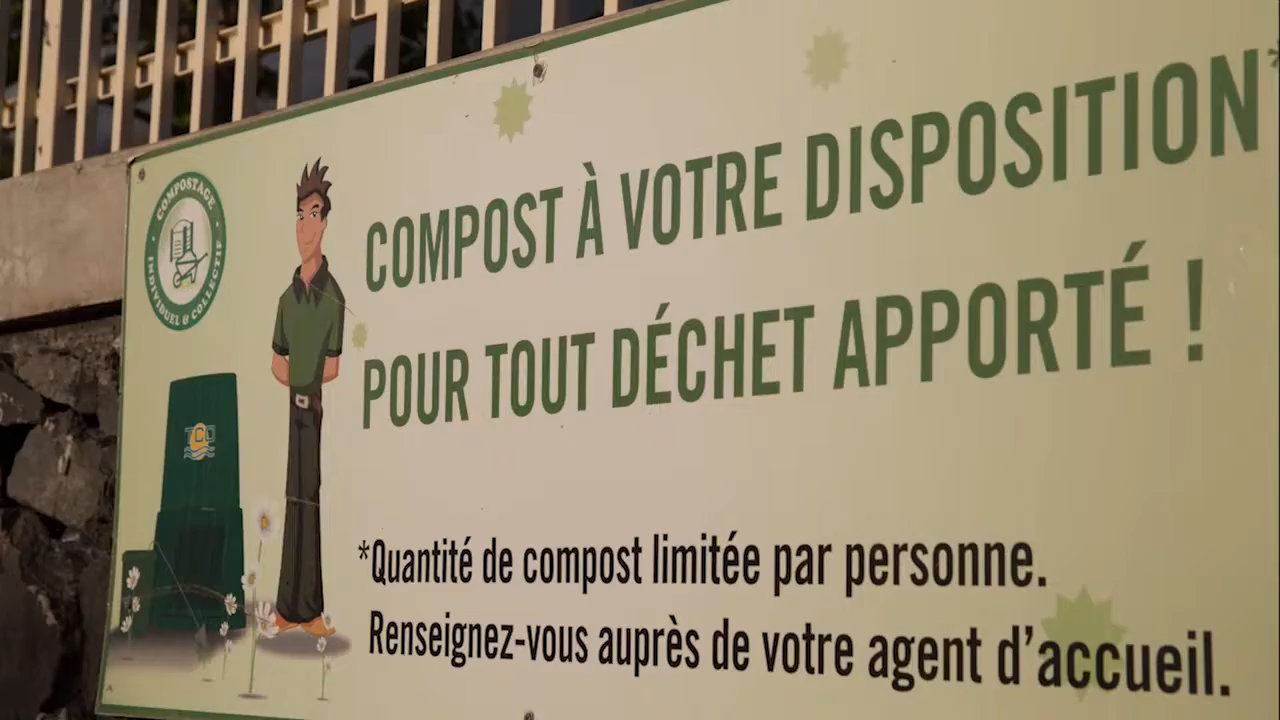 COMPOSTAGE
INDIVIDUEL & COLLECTIF
COMPOST À VOTRE DISPOSITION*
POUR TOUT DÉCHET APPORTÉ !
TCO
*Quantité de compost limitée par personne.
Renseignez-vous auprès de votre agent d'accueil.